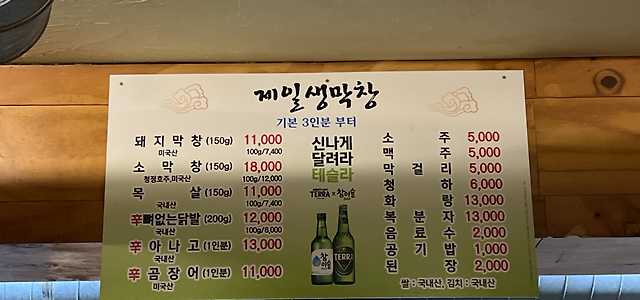 제일생막창
기본 3인분 부터
돼지막창 (150g) 11,000
미국산 100g/7,400
소막창 (150g) 18,000
청정호주,미국산 100g/12,000
목살 (150g) 11,000
국내산 100g/7,400
辛뼈없는닭발 (200g) 12,000
국내산 100g/6,000
辛아나고 (1인분) 13,000
국내산
辛곰장어 (1인분) 11,000
미국산
신나게
달려라
테슬라
TERRA x 참이슬
참이슬
TERRA
소주 5,000
맥주 5,000
막걸리 5,000
청하 6,000
화랑 13,000
복분자 13,000
음료수 2,000
공기밥 1,000
된장 2,000
쌀 : 국내산, 김치 : 국내산